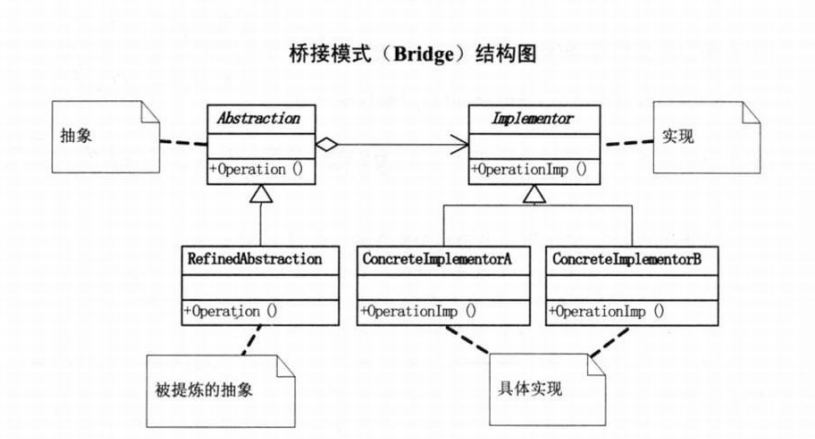 桥接模式（Bridge）结构图
抽象
Abstraction
+Operation ()
Implementor
+OperationImp ()
实现
RefinedAbstraction
+Operation ()
ConcreteImplementorA
+OperationImp ()
ConcreteImplementorB
+OperationImp ()
被提炼的抽象
具体实现